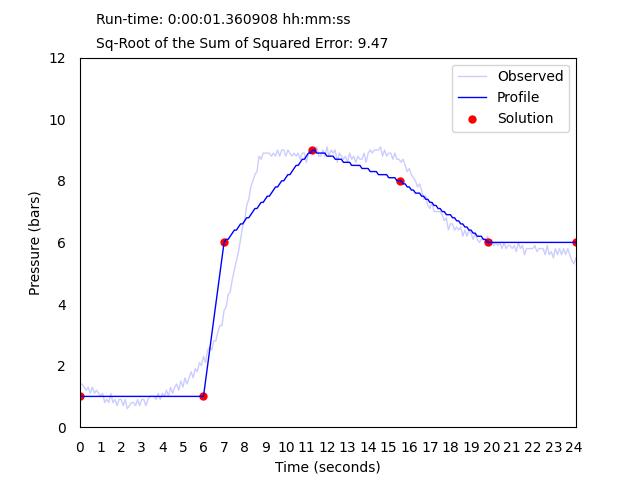 Run-time: 0:00:01.360908 hh:mm:ss
Sq-Root of the Sum of Squared Error: 9.47
12
10
8
6
4
2
0
Pressure (bars)
Observed
Profile
Solution
0 1 2 3 4 5 6 7 8 9 10 11 12 13 14 15 16 17 18 19 20 21 22 23 24
Time (seconds)